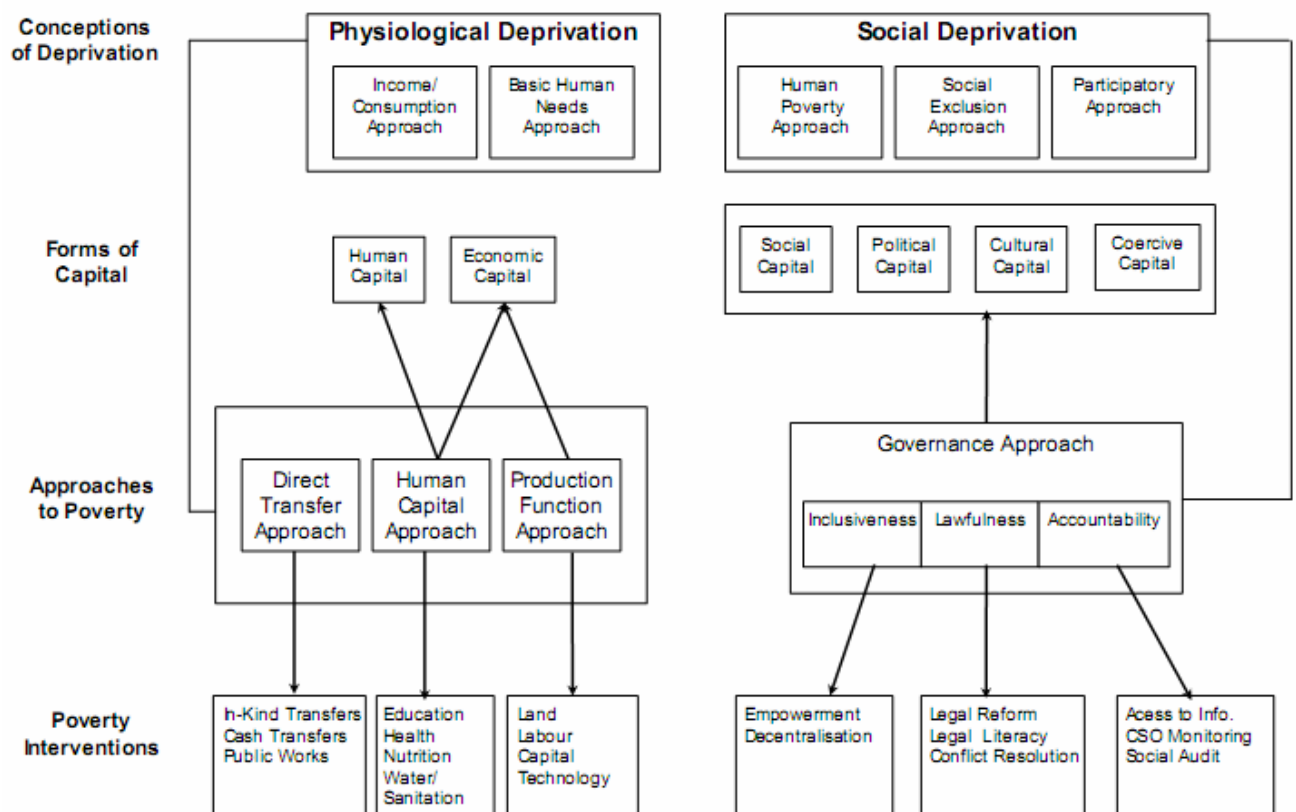 Conceptions
of Deprivation
Physiological Deprivation
Income/
Consumption
Approach
Basic Human
Needs
Approach
Social Deprivation
Human
Poverty
Approach
Social
Exclusion
Approach
Participatory
Approach
Forms of
Capital
Human
Capital
Economic
Capital
Social
Capital
Political
Capital
Cultural
Capital
Coercive
Capital
Approaches
to Poverty
Direct
Transfer
Approach
Human
Capital
Approach
Production
Function
Approach
Governance Approach
Inclusiveness
Lawfulness
Accountability
Poverty
Interventions
In-Kind Transfers
Cash Transfers
Public Works
Education
Health
Nutrition
Water/
Sanitation
Land
Labour
Capital
Technology
Empowerment
Decentralisation
Legal Reform
Legal Literacy
Conflict Resolution
Acess to Info.
CSO Monitoring
Social Audit